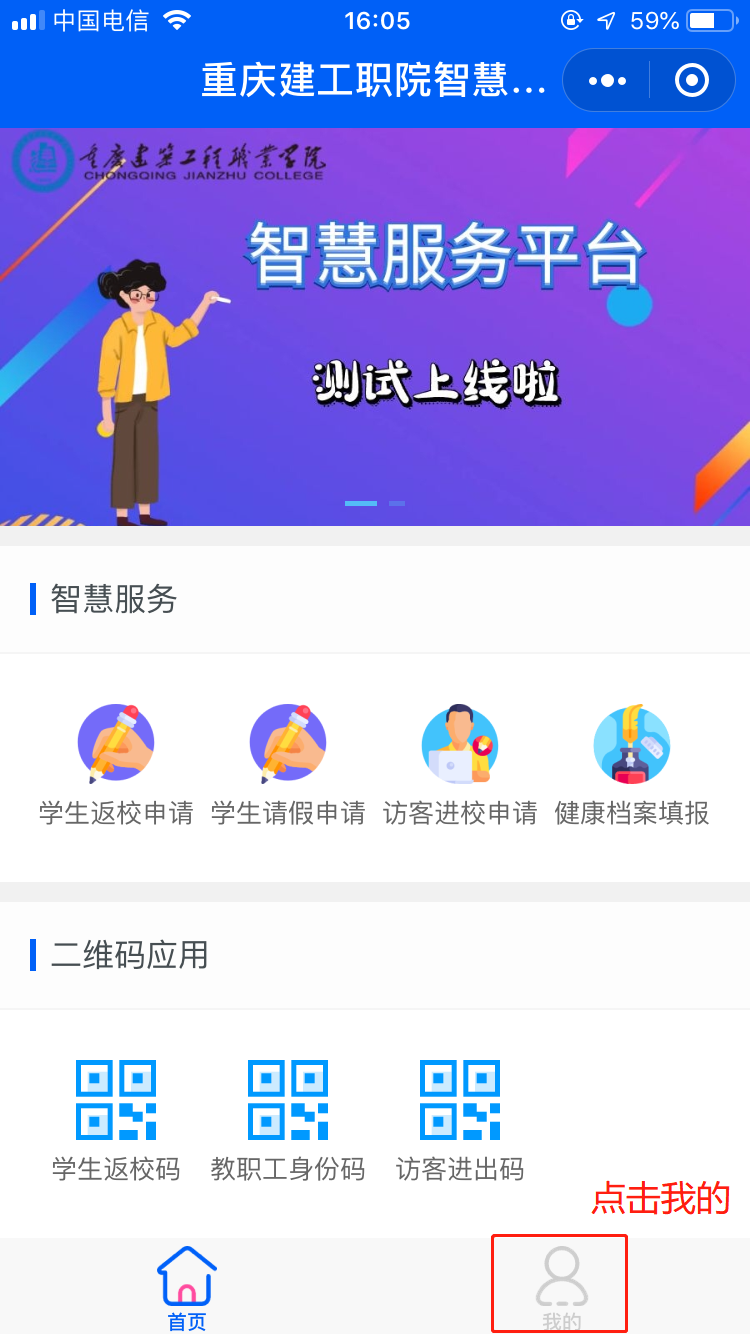 中国电信 16:05 59%
重庆建工职院智慧...
重庆建筑工程职业学院
CHONGQING JIANZHU COLLEGE
智慧服务平台
测试上线啦
智慧服务
学生返校申请 学生请假申请 访客进校申请 健康档案填报
二维码应用
学生返校码 教职工身份码 访客进出码
点击我的
首页 我的